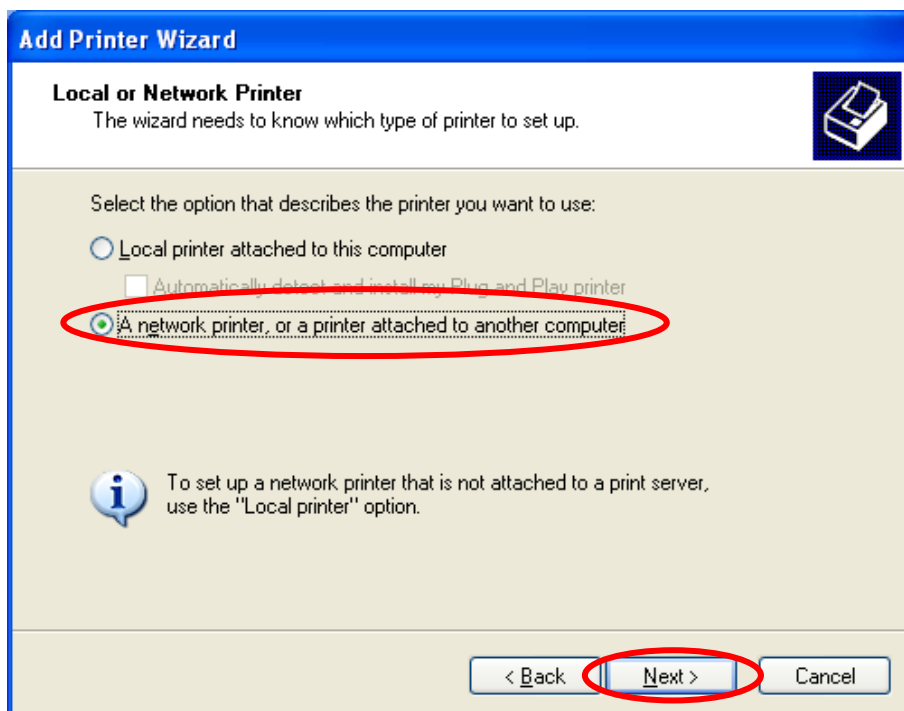 Add Printer Wizard
Local or Network Printer
The wizard needs to know which type of printer to set up.
Select the option that describes the printer you want to use:
Local printer attached to this computer
Automatically detect and install my Plug and Play printer
A network printer, or a printer attached to another computer
To set up a network printer that is not attached to a print server,
use the "Local printer" option.
< Back Next > Cancel